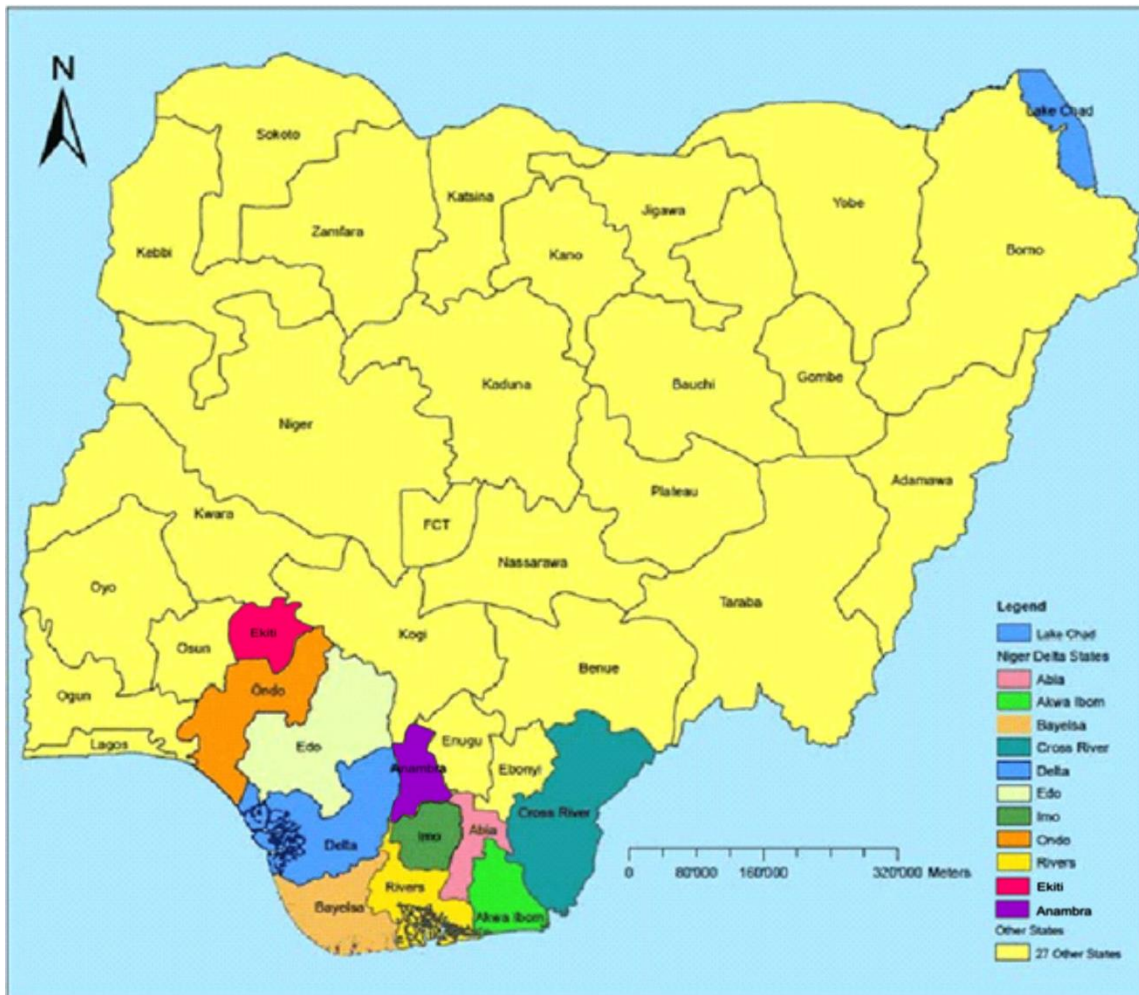 N
Lake Chad
Sokoto
Katsina
Jigawa
Yobe
Zamfara
Kano
Borno
Kebbi
Kaduna
Bauchi
Gombe
Niger
Adamawa
Plateau
Kwara
FCT
Nassarawa
Oyo
Taraba
Ekiti
Kogi
Osun
Benue
Ogun
Ondo
Lagos
Edo
Enugu
Anambra
Ebonyi
Cross River
Imo
Abia
Delta
Rivers
Bayelsa
Akwa Ibom
0 80'000 160'000 320'000 Meters
Legend
Lake Chad
Niger Delta States
Abia
Akwa Ibom
Bayelsa
Cross River
Delta
Edo
Imo
Ondo
Rivers
Ekiti
Anambra
Other States
27 Other States